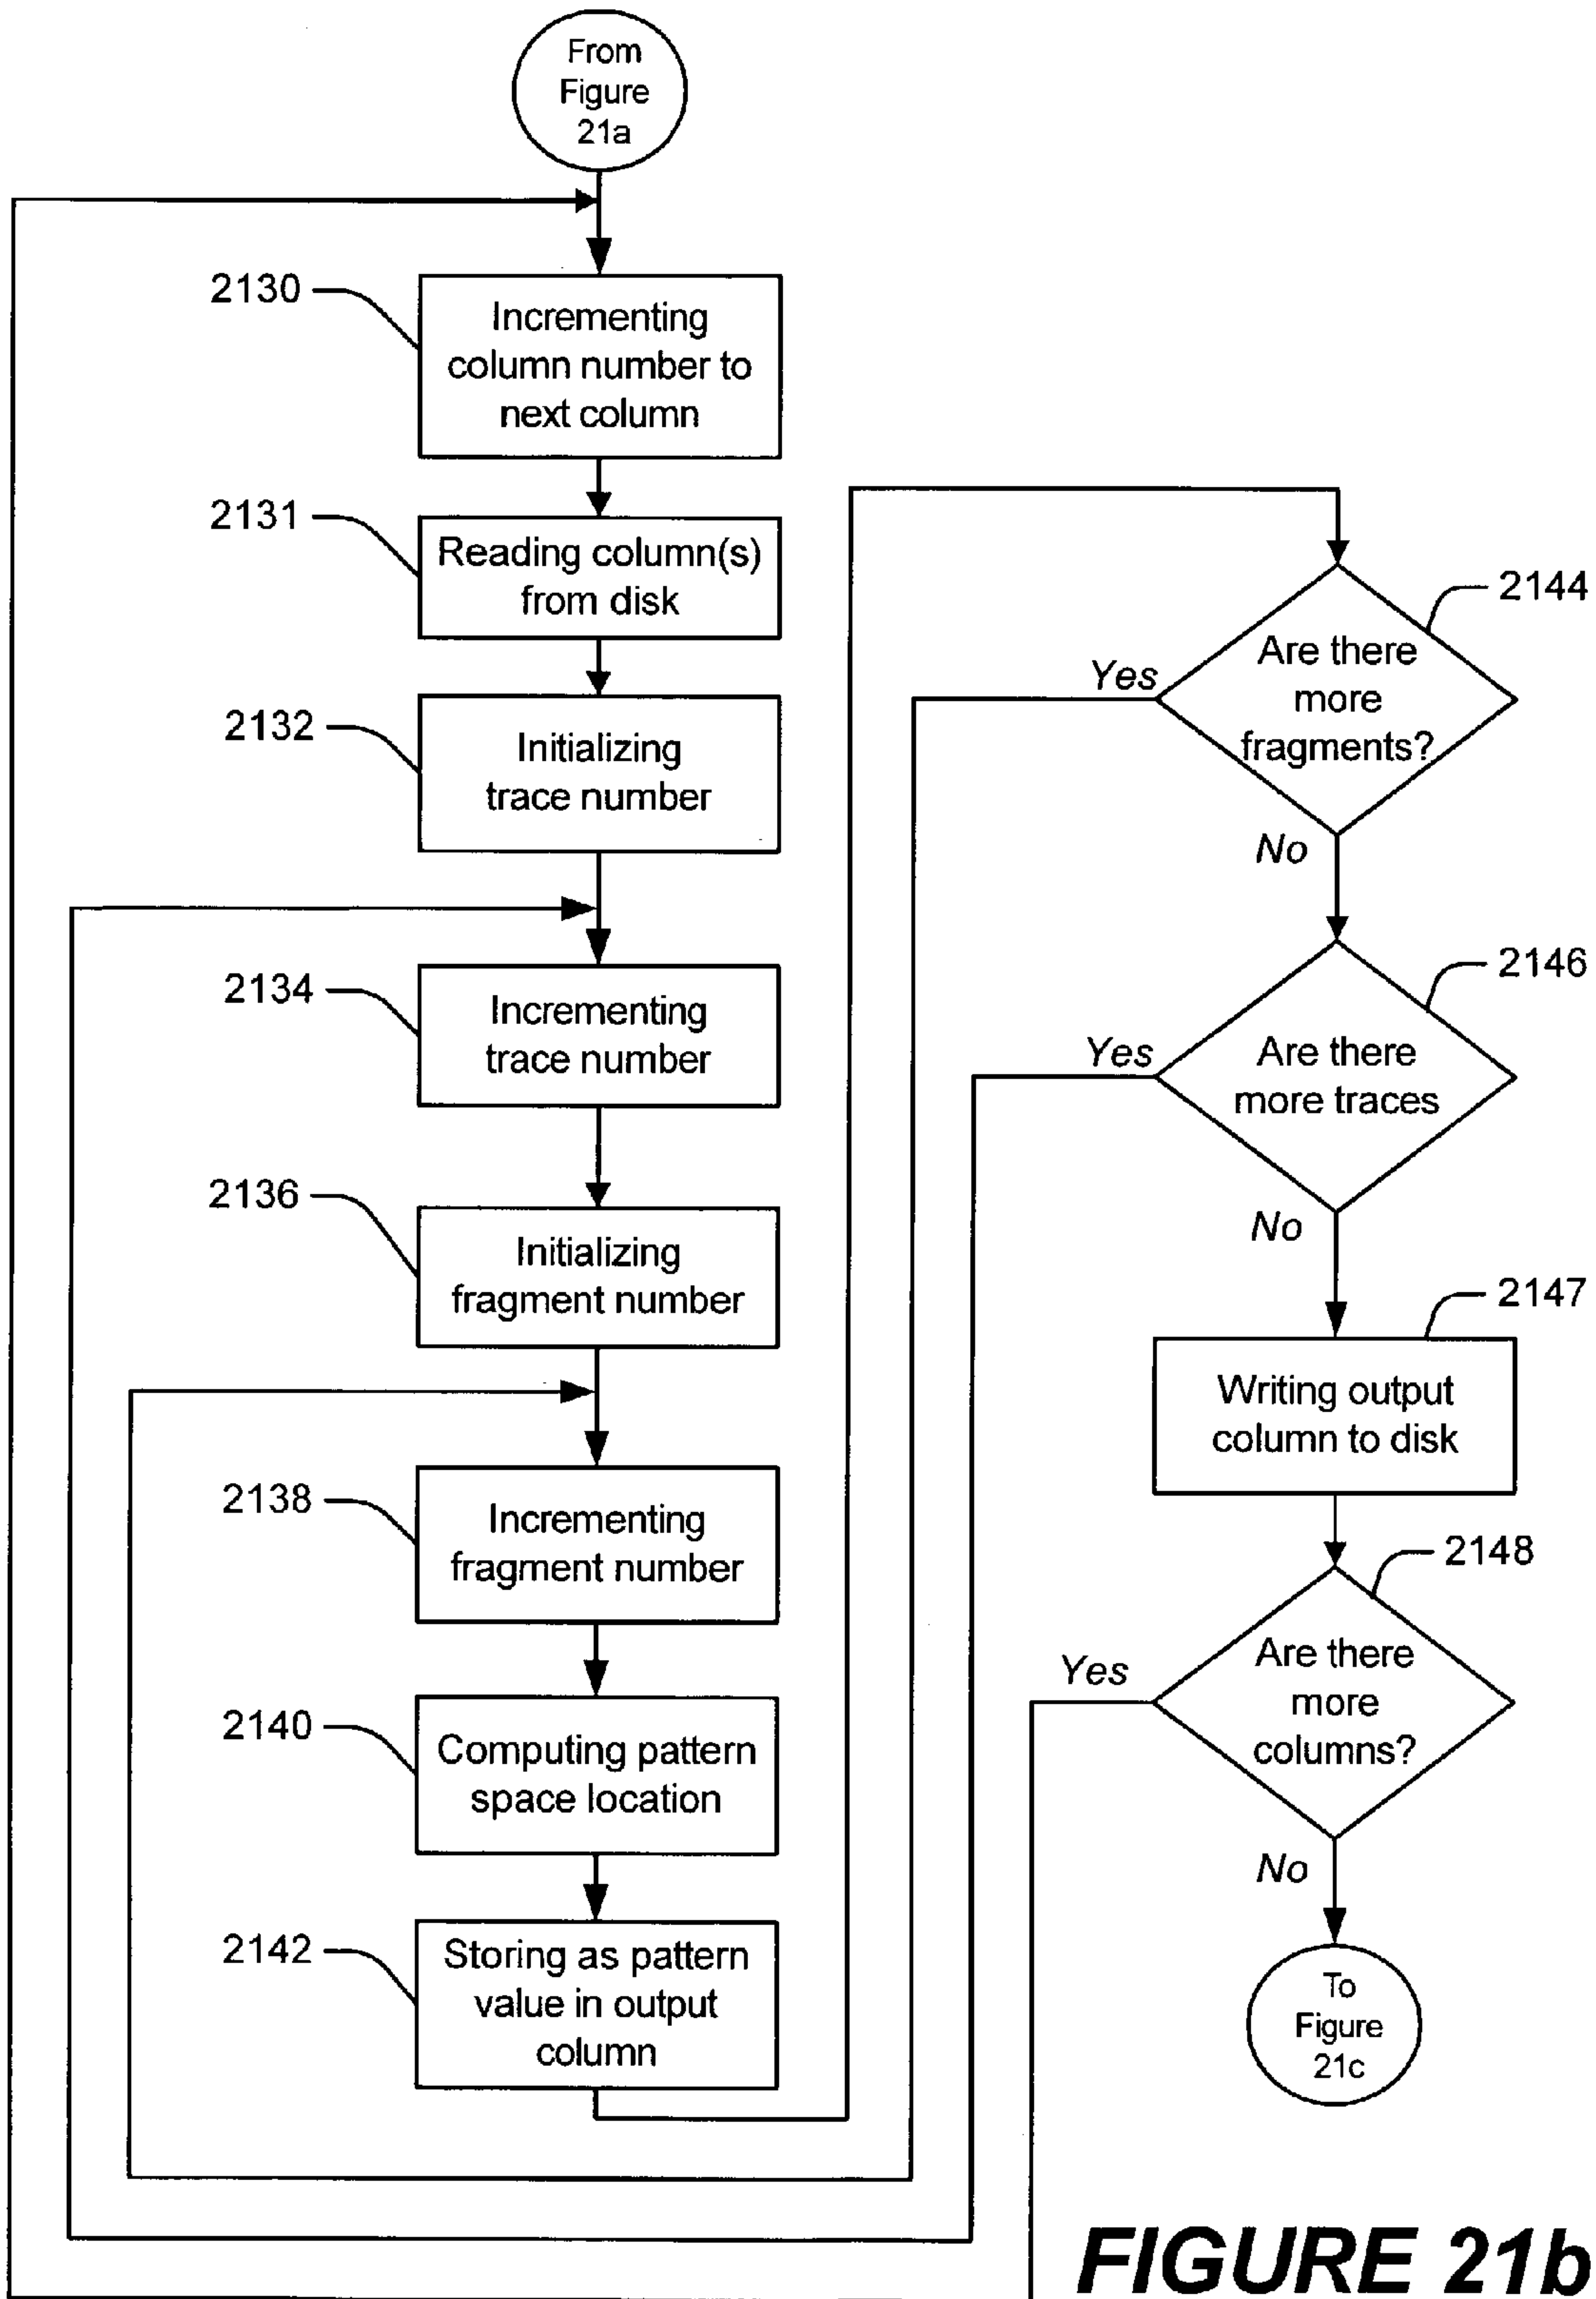 From
Figure
21a
2130
Incrementing
column number to
next column
2131
Reading column(s)
from disk
2132
Initializing
trace number
2134
Incrementing
trace number
2136
Initializing
fragment number
2138
Incrementing
fragment number
2140
Computing pattern
space location
2142
Storing as pattern
value in output
column
2144
Are there
more
fragments?
Yes
No
2146
Are there
more traces
Yes
No
2147
Writing output
column to disk
2148
Are there
more
columns?
Yes
No
To
Figure
21c
FIGURE 21b